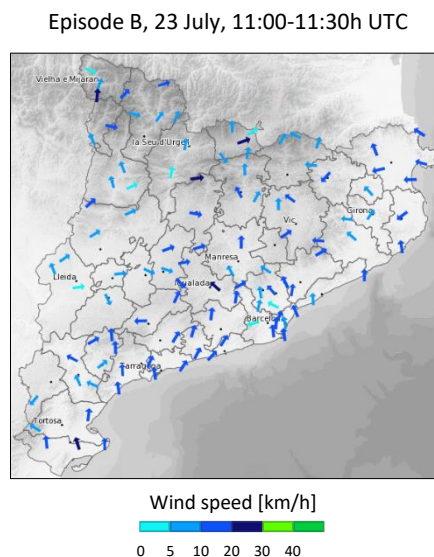 Episode B, 23 July, 11:00-11:30h UTC
Vielha e Mijaran
la Seu d'Urgell
Vic
Girona
Manresa
Lleida
Igualada
Barcelona
Tarragona
Tortosa
Wind speed [km/h]
0 5 10 20 30 40